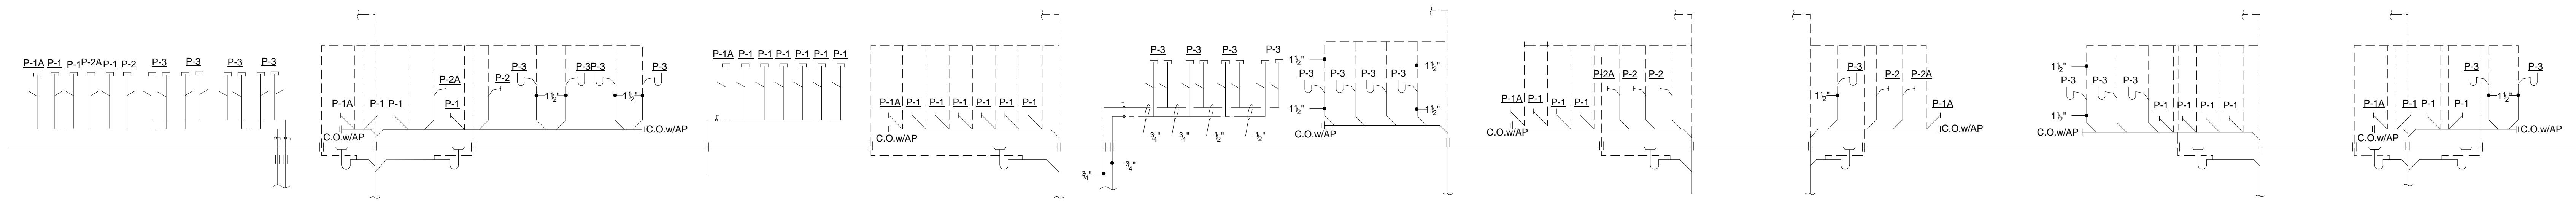 P-1A P-1 P-1 P-2A P-1 P-2 P-3 P-3 P-3 P-3
P-1A P-1 P-1 P-2A P-1 P-2 P-3 P-3 P-3 P-3
1½" 1½"
C.O.w/AP C.O.w/AP
P-1A P-1 P-1 P-1 P-1 P-1 P-1
P-1A P-1 P-1 P-1 P-1 P-1
C.O.w/AP
P-3 P-3 P-3 P-3
¾" ¾" ½" ½"
¾" ¾"
1½" 1½"
P-3 P-3 P-3 P-3
1½" 1½"
C.O.w/AP
P-2A P-2 P-2
P-1A P-1 P-1 P-1
C.O.w/AP
P-3 P-2 P-2A
1½" P-1A
C.O.w/AP
1½"
P-3 P-3 P-3
1½" P-1 P-1 P-1 P-1
C.O.w/AP
P-3 P-3
1½"
P-1A P-1 P-1 P-1
C.O.w/AP C.O.w/AP